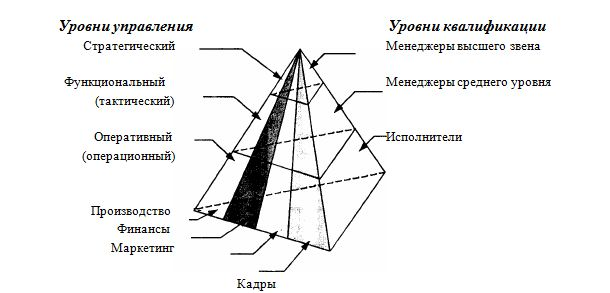 Уровни управления
Уровни квалификации
Стратегический
Менеджеры высшего звена
Функциональный
(тактический)
Менеджеры среднего уровня
Оперативный
(операционный)
Исполнители
Производство
Финансы
Маркетинг
Кадры